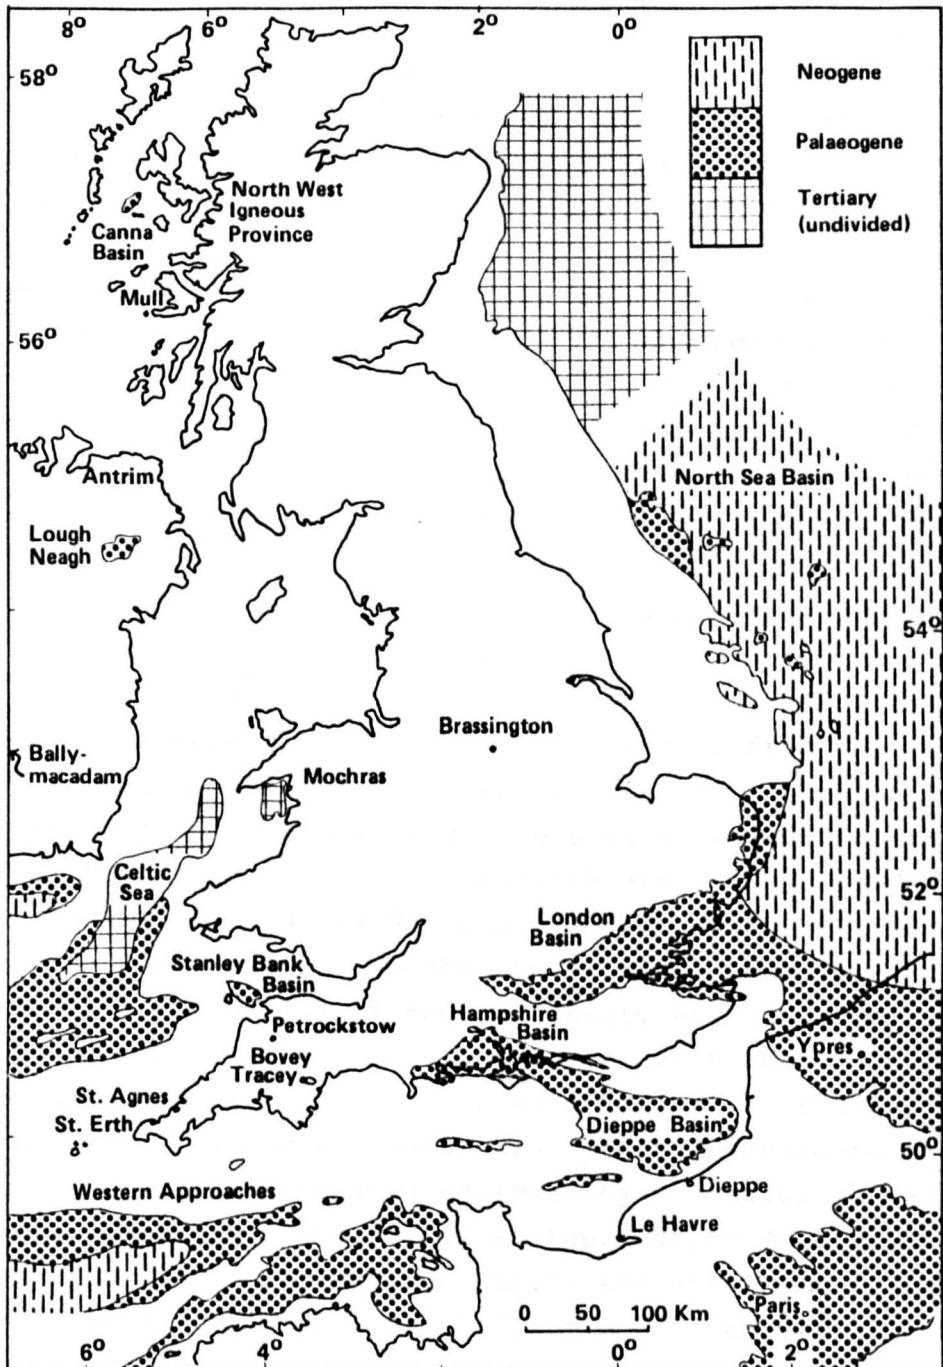 8° 6° 2° 0°
58°
Neogene
Palaeogene
Tertiary
(undivided)
North West
Igneous
Province
Canna
Basin
Mull
56°
Antrim
Lough
Neagh
North Sea Basin
54°
Brassington
Bally-
macadam
Mochras
Celtic
Sea
52°
London
Basin
Stanley Bank
Basin
Hampshire
Basin
Petrockstow
Ypres
Bovey
Tracey
St. Agnes
St. Erth
Dieppe Basin
50°
Western Approaches
Dieppe
Le Havre
0 50 100 Km
Paris
6° 4° 0° 2°